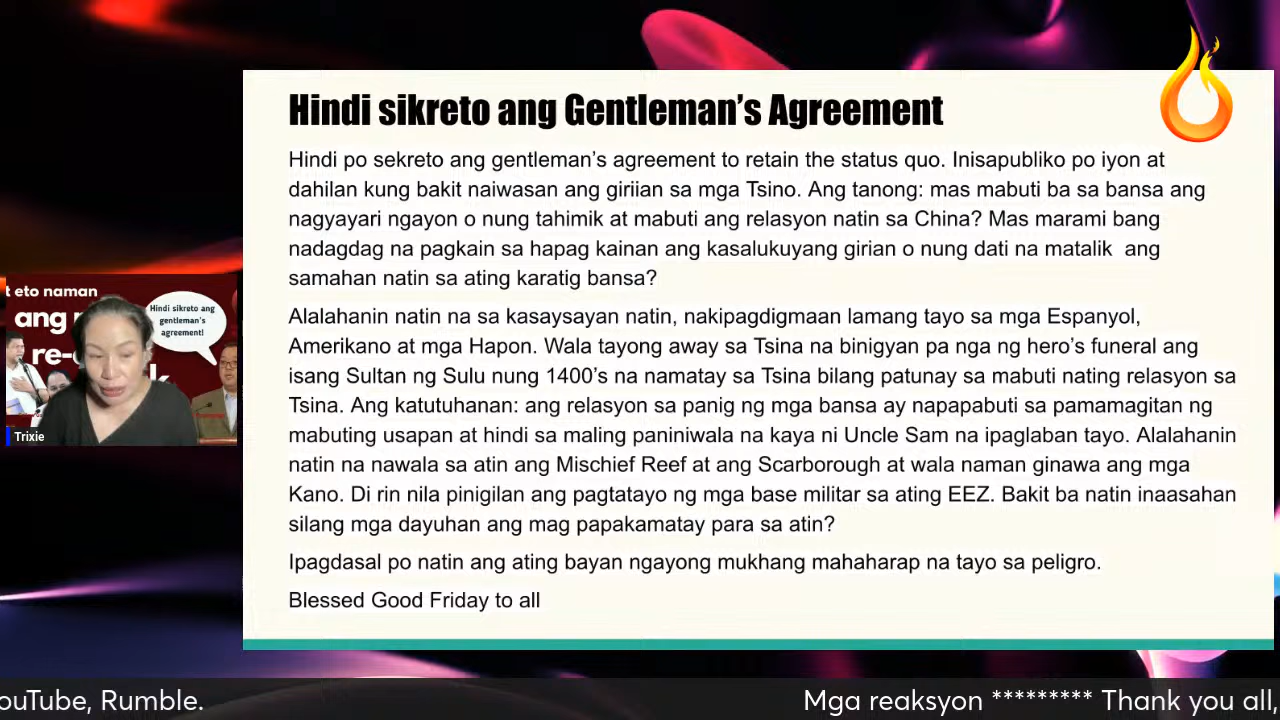 Hindi sikreto ang Gentleman's Agreement
Hindi po sekreto ang gentleman's agreement to retain the status quo. Inisapubliko po iyon at
dahilan kung bakit naiwasan ang giriian sa mga Tsino. Ang tanong: mas mabuti ba sa bansa ang
nagyayari ngayon o nung tahimik at mabuti ang relasyon natin sa China? Mas marami bang
nadagdag na pagkain sa hapag kainan ang kasalukuyang girian o nung dati na matalik ang
samahan natin sa ating karatig bansa?
Alalahanin natin na sa kasaysayan natin, nakipagdigmaan lamang tayo sa mga Espanyol,
Amerikano at mga Hapon. Wala tayong away sa Tsina na binigyan pa nga ng hero's funeral ang
isang Sultan ng Sulu nung 1400's na namatay sa Tsina bilang patunay sa mabuti nating relasyon sa
Tsina. Ang katutuhanan: ang relasyon sa panig ng mga bansa ay napapabuti sa pamamagitan ng
mabuting usapan at hindi sa maling paniniwala na kaya ni Uncle Sam na ipaglaban tayo. Alalahanin
natin na nawala sa atin ang Mischief Reef at ang Scarborough at wala naman ginawa ang mga
Kano. Di rin nila pinigilan ang pagtatayo ng mga base militar sa ating EEZ. Bakit ba natin inaasahan
silang mga dayuhan ang mag papakamatay para sa atin?
Ipagdasal po natin ang ating bayan ngayong mukhang mahaharap na tayo sa peligro.
Blessed Good Friday to all
t eto naman
ang
re-
Hindi sikreto ang
gentleman's
agreement!
Trixie
ouTube, Rumble.
Mga reaksyon ********* Thank you all,